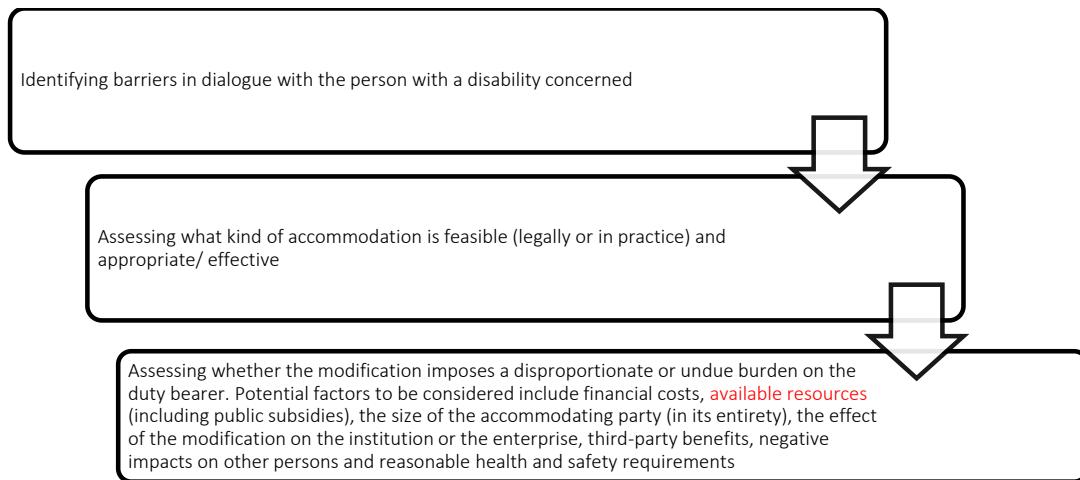 Identifying barriers in dialogue with the person with a disability concerned
Assessing what kind of accommodation is feasible (legally or in practice) and
appropriate/ effective
Assessing whether the modification imposes a disproportionate or undue burden on the
duty bearer. Potential factors to be considered include financial costs, available resources
(including public subsidies), the size of the accommodating party (in its entirety), the effect
of the modification on the institution or the enterprise, third-party benefits, negative
impacts on other persons and reasonable health and safety requirements